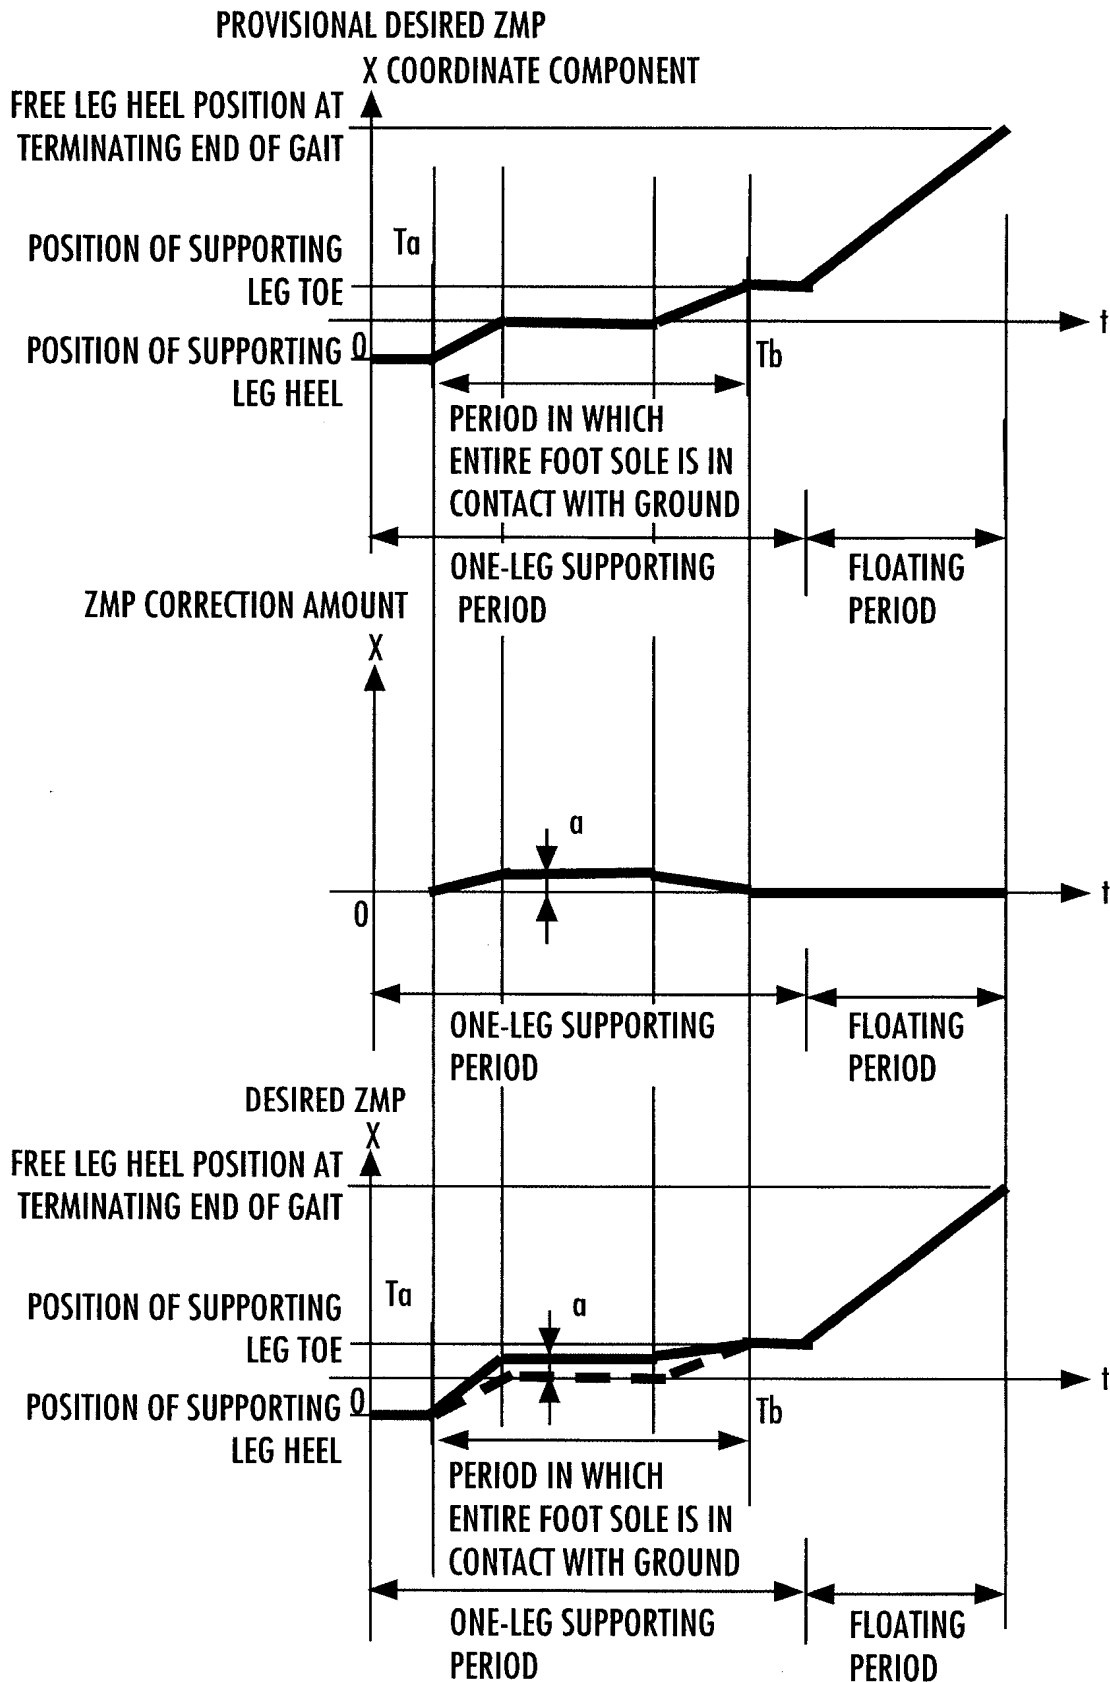 PROVISIONAL DESIRED ZMP
X COORDINATE COMPONENT
FREE LEG HEEL POSITION AT
TERMINATING END OF GAIT
Ta
POSITION OF SUPPORTING
LEG TOE
t
0
POSITION OF SUPPORTING
LEG HEEL
Tb
PERIOD IN WHICH
ENTIRE FOOT SOLE IS IN
CONTACT WITH GROUND
ONE-LEG SUPPORTING
PERIOD
FLOATING
PERIOD
ZMP CORRECTION AMOUNT
X
a
t
0
ONE-LEG SUPPORTING
PERIOD
FLOATING
PERIOD
DESIRED ZMP
X
FREE LEG HEEL POSITION AT
TERMINATING END OF GAIT
Ta
a
POSITION OF SUPPORTING
LEG TOE
t
0
POSITION OF SUPPORTING
LEG HEEL
Tb
PERIOD IN WHICH
ENTIRE FOOT SOLE IS IN
CONTACT WITH GROUND
ONE-LEG SUPPORTING
PERIOD
FLOATING
PERIOD